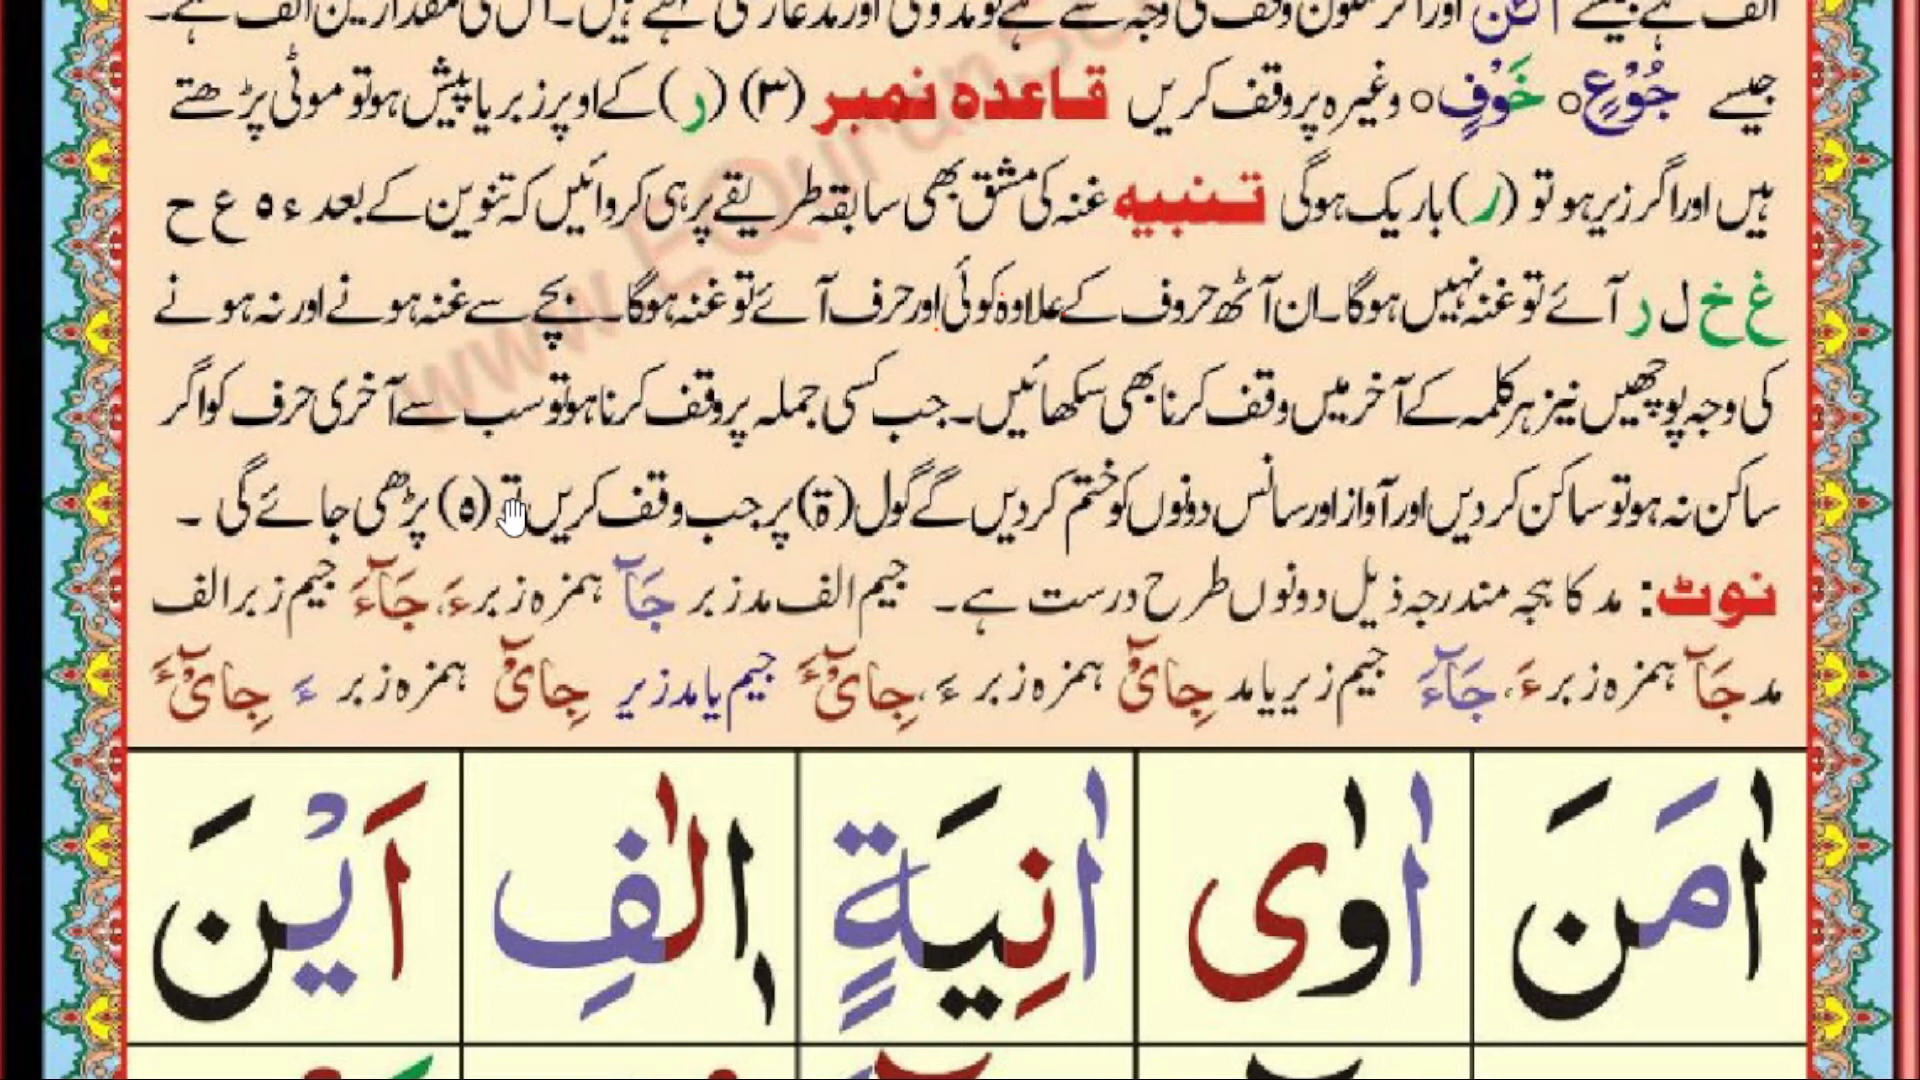 الف ہے جیسے اٰلْـٰٔنَ اور اگر سکون وقف کی وجہ سے ہے تو مد وقفی اور مد عارضی کہتے ہیں۔ اس کی مقدار تین الف ہے۔
جیسے جُوْعٍ○ خَوْفٍ○ وغیرہ پر وقف کریں قاعدہ نمبر (۳) (ر) کے اوپر زبر یا پیش ہو تو موٹی پڑھتے
ہیں اور اگر زیر ہو تو (ر) باریک ہوگی تنبیہ غنہ کی مشق بھی سابقہ طریقے پر ہی کروائیں کہ تنوین کے بعد ء ہ ع ح
غ خ ل ر آئے تو غنہ نہیں ہوگا۔ ان آٹھ حروف کے علاوہ کوئی اور حرف آئے تو غنہ ہوگا۔ بچے سے غنہ ہونے اور نہ ہونے
کی وجہ پوچھیں نیز ہر کلمہ کے آخر میں وقف کرنا بھی سکھائیں۔ جب کسی جملہ پر وقف کرنا ہو تو سب سے آخری حرف کو اگر
ساکن نہ ہو تو ساکن کر دیں اور آواز اور سانس دونوں کو ختم کر دیں گے گول (ۃ) پر جب وقف کریں تو (ہ) پڑھی جائے گی ۔
نوٹ: مد کا ہجہ مندرجہ ذیل دونوں طرح درست ہے۔ جیم الف مد زبر جَآ ہمزہ زبر ءَ، جَآءَ جیم زبر الف
مد جَآ ہمزہ زبر ءَ، جَآءَ جیم زیر یا مد جِایْٓ ہمزہ زبر ءَ، جِایْٓءَ جیم یا مد زیر جِایْٓ ہمزہ زبر ءَ جِایْٓءَ
اٰمَنَ اٰوٰی اٰنِیَةٍ اٖلٰفِ اَیْنَ